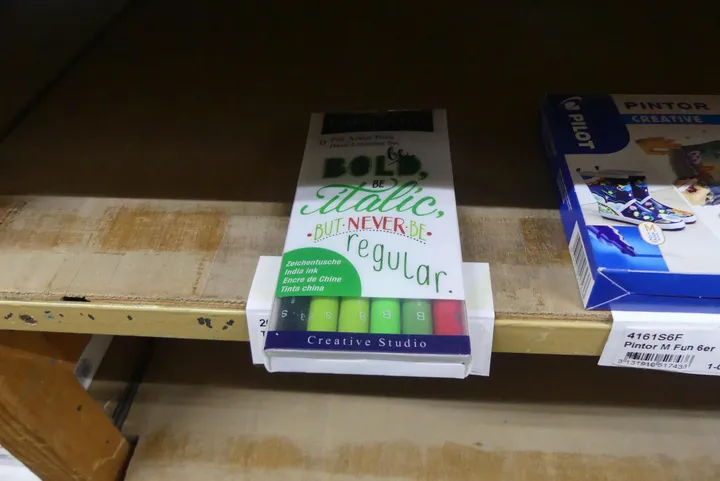 be
BOLD,
BE
italic,
BUT·NEVER·BE
regular.
Zeichentusche
India ink
Encre de Chine
Tinta china
S
S
B
B
B
S
Creative Studio
PILOT
PINTOR
CREATIVE
M
4161S6F
Pintor M Fun 6er